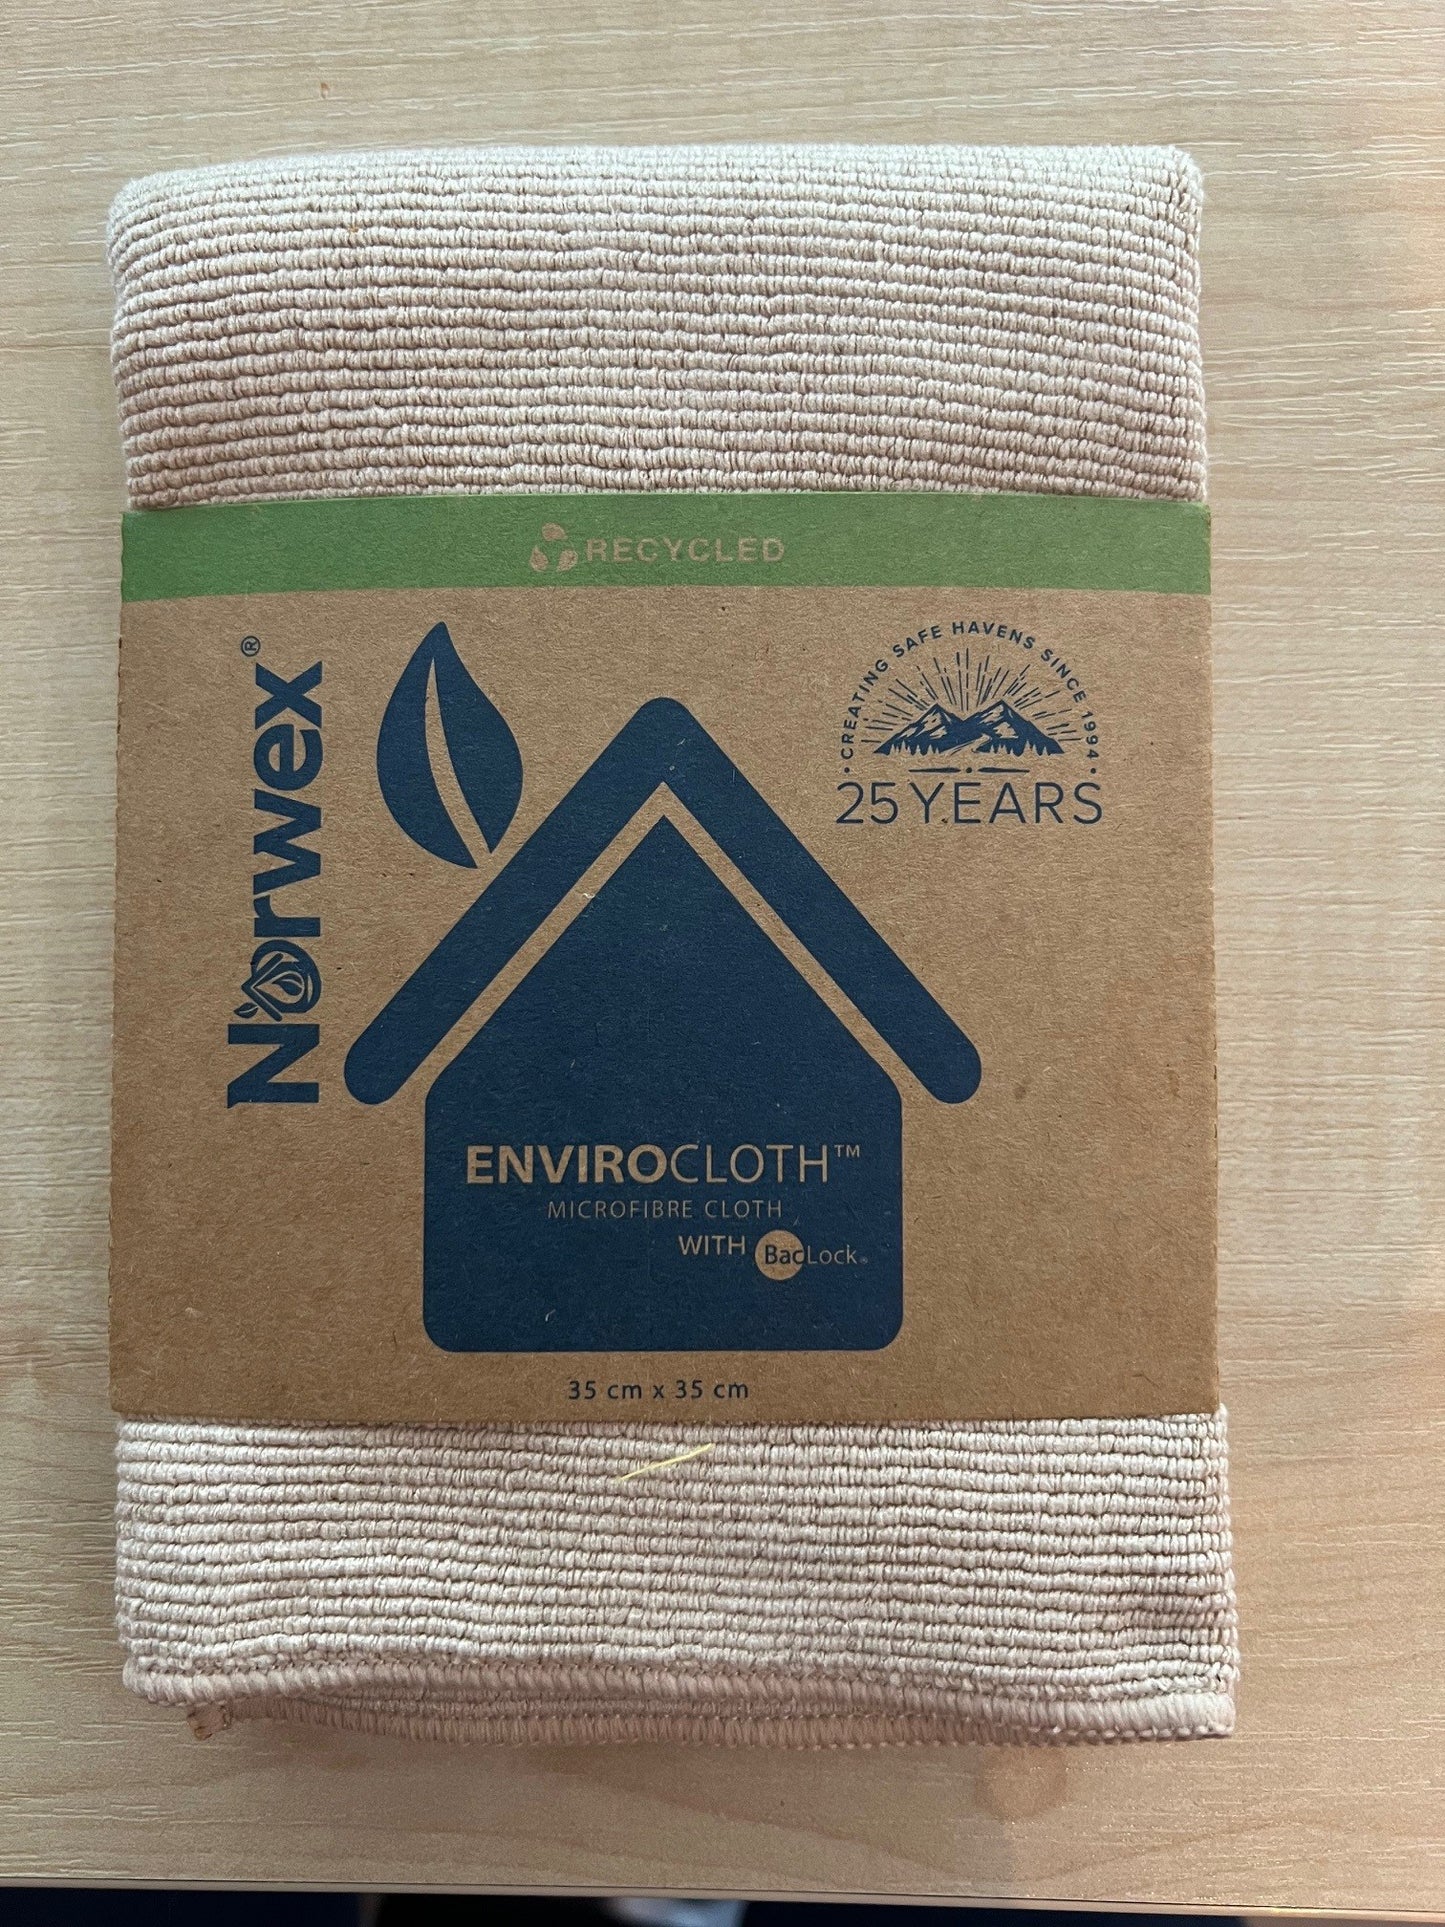 RECYCLED
Norwex®
CREATING SAFE HAVENS SINCE 1994
25 YEARS
ENVIROCLOTH™
MICROFIBRE CLOTH
WITH BacLock®
35 cm x 35 cm